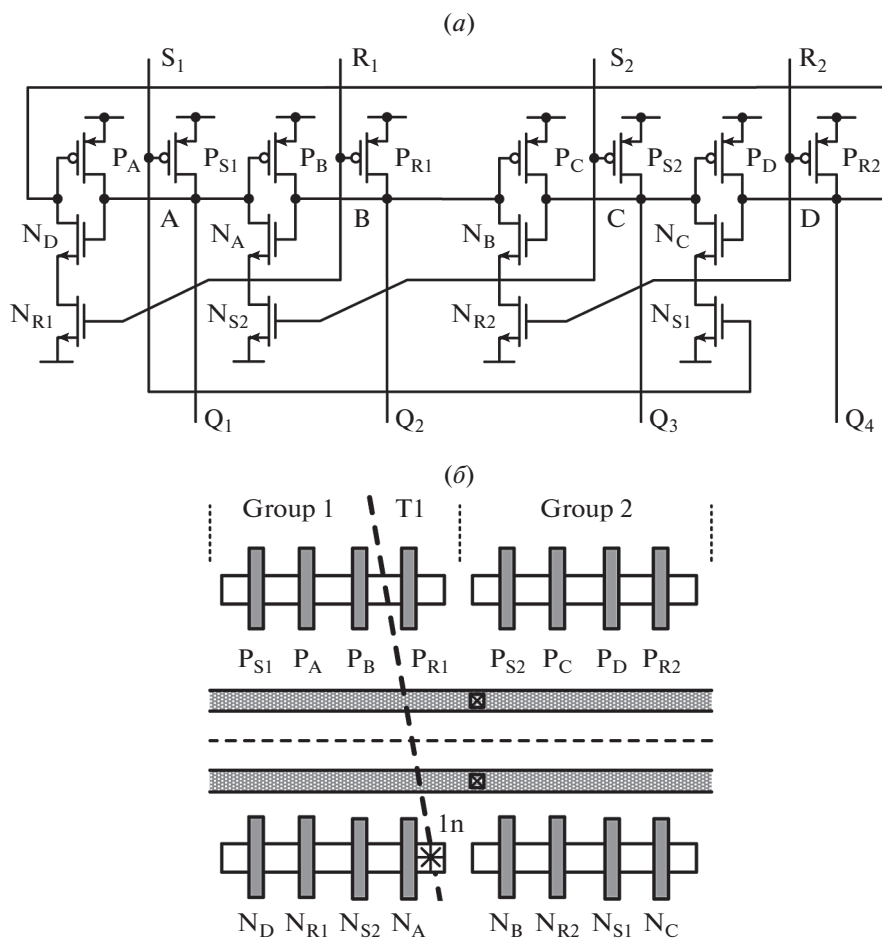 (а)
S1 R1 S2 R2
PA PS1 PB PR1 PC PS2 PD PR2
A B C D
ND NA NB NC
NR1 NS2 NR2 NS1
Q1 Q2 Q3 Q4
(б)
Group 1 T1 Group 2
PS1 PA PB PR1 PS2 PC PD PR2
1n
ND NR1 NS2 NA NB NR2 NS1 NC